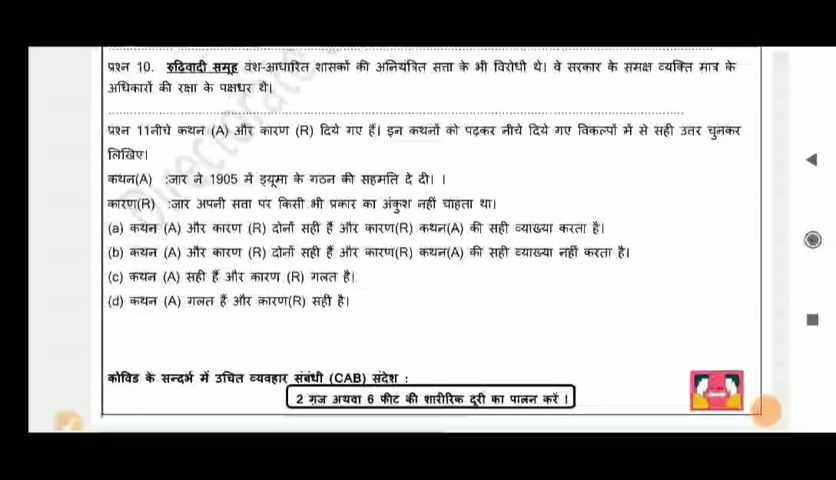 प्रश्न 10. रुढिवादी समूह वंश-आधारित शासकों की अनियंत्रित सत्ता के भी विरोधी थे। वे सरकार के समक्ष व्यक्ति मात्र के
अधिकारों की रक्षा के पक्षधर थे।
प्रश्न 11नीचे कथन (A) और कारण (R) दिये गए हैं। इन कथनों को पढ़कर नीचे दिये गए विकल्पों में से सही उत्तर चुनकर
लिखिए।
कथन(A) :जार ने 1905 में ड्यूमा के गठन की सहमति दे दी। ।
कारण(R) :जार अपनी सत्ता पर किसी भी प्रकार का अंकुश नहीं चाहता था।
(a) कथन (A) और कारण (R) दोनों सही हैं और कारण(R) कथन(A) की सही व्याख्या करता है।
(b) कथन (A) और कारण (R) दोनों सही हैं और कारण(R) कथन(A) की सही व्याख्या नहीं करता है।
(c) कथन (A) सही हैं और कारण (R) गलत है।
(d) कथन (A) गलत हैं और कारण(R) सही है।
कोविड के सन्दर्भ में उचित व्यवहार संबंधी (CAB) संदेश :
2 गज अथवा 6 फीट की शारीरिक दूरी का पालन करें ।